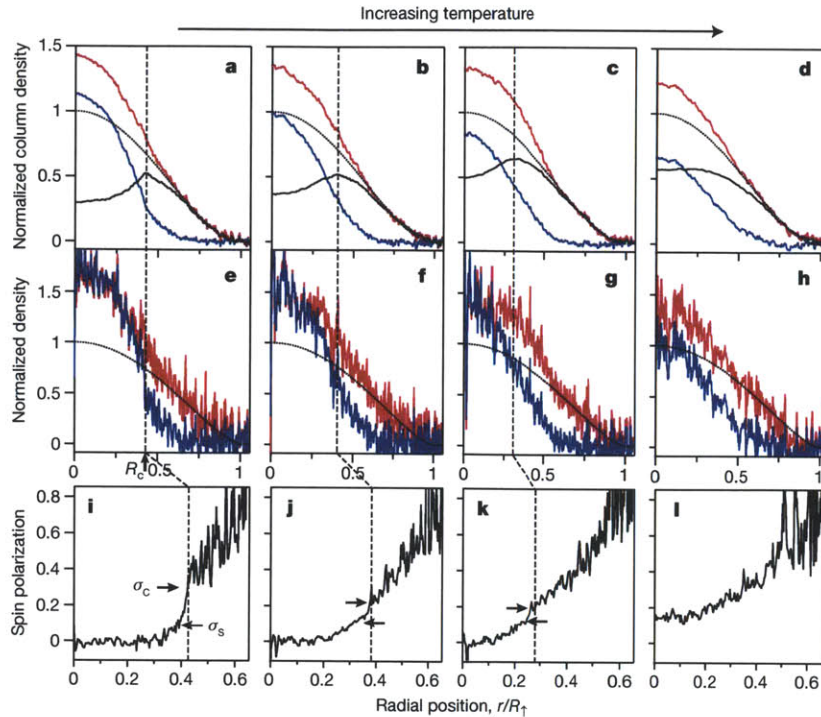 Increasing temperature
Normalized column density
1.5
1
0.5
0
a
b
c
d
Normalized density
1.5
1
0.5
0
e
f
g
h
0 R_c 0.5 1
0 0.5 1
0 0.5 1
0 0.5 1
Spin polarization
0.8
0.6
0.4
0.2
0
i
j
k
l
σ_C
σ_S
0 0.2 0.4 0.6
0 0.2 0.4 0.6
0 0.2 0.4 0.6
0 0.2 0.4 0.6
Radial position, r/R↑